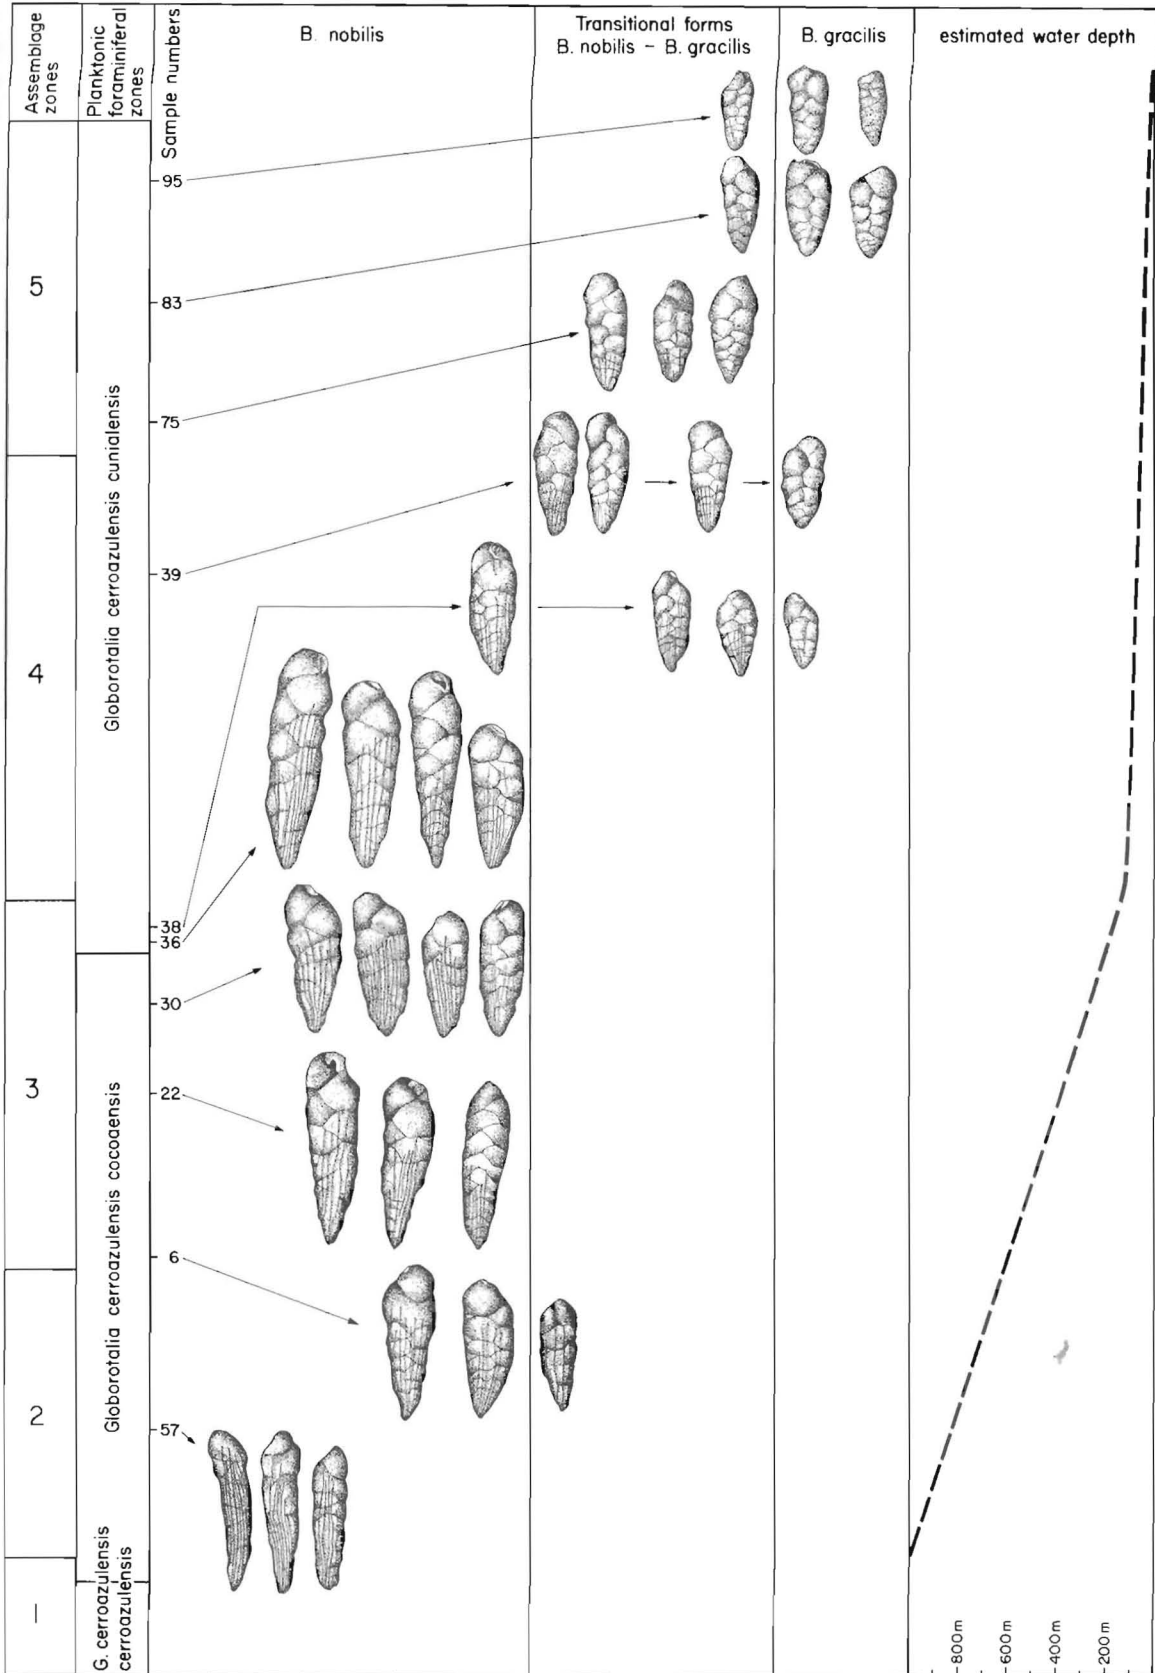 Assemblage
zones
Planktonic
foraminiferal
zones
Sample numbers
B. nobilis
Transitional forms
B. nobilis - B. gracilis
B. gracilis
estimated water depth
5
4
3
2
1
Globorotalia cerroazulensis cunialensis
Globorotalia cerroazulensis cocoaensis
G. cerroazulensis
cerroazulensis
95
83
75
39
38
36
30
22
6
57
800m
600m
400m
200m